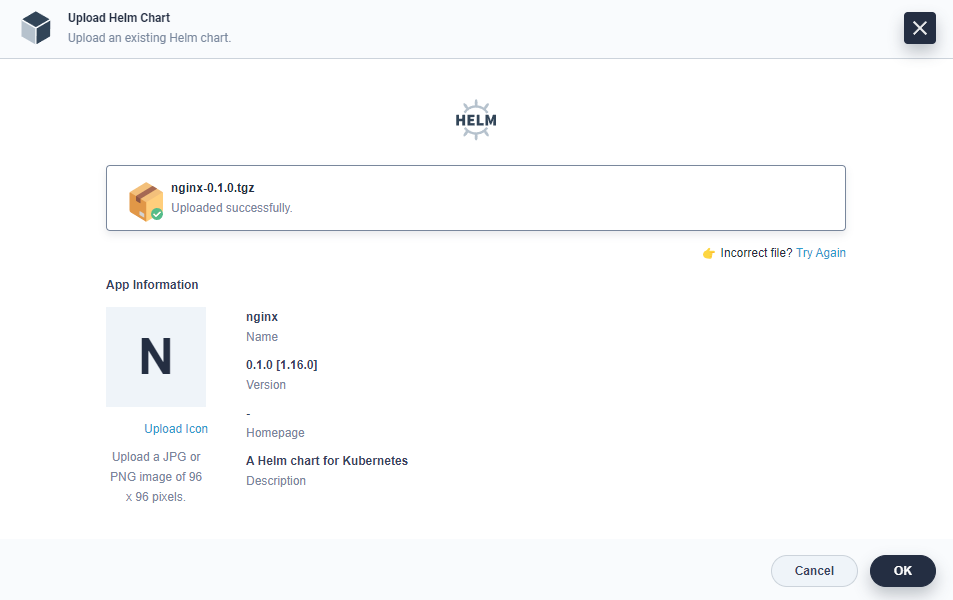 Upload Helm Chart
Upload an existing Helm chart.
HELM
nginx-0.1.0.tgz
Uploaded successfully.
Incorrect file? Try Again
App Information
N
nginx
Name
0.1.0 [1.16.0]
Version
-
Homepage
A Helm chart for Kubernetes
Description
Upload Icon
Upload a JPG or
PNG image of 96
x 96 pixels.
Cancel
OK